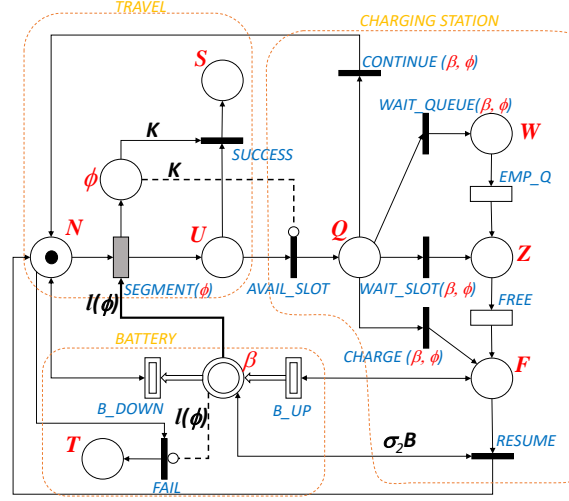 TRAVEL
CHARGING STATION
S
CONTINUE (β, ϕ)
WAIT_QUEUE(β, ϕ)
K
W
SUCCESS
ϕ
K
EMP_Q
N
U
Q
Z
SEGMENT(ϕ)
AVAIL_SLOT
WAIT_SLOT(β, ϕ)
l(ϕ)
FREE
BATTERY
CHARGE (β, ϕ)
β
F
B_DOWN
l(ϕ)
B_UP
T
σ₂B
RESUME
FAIL